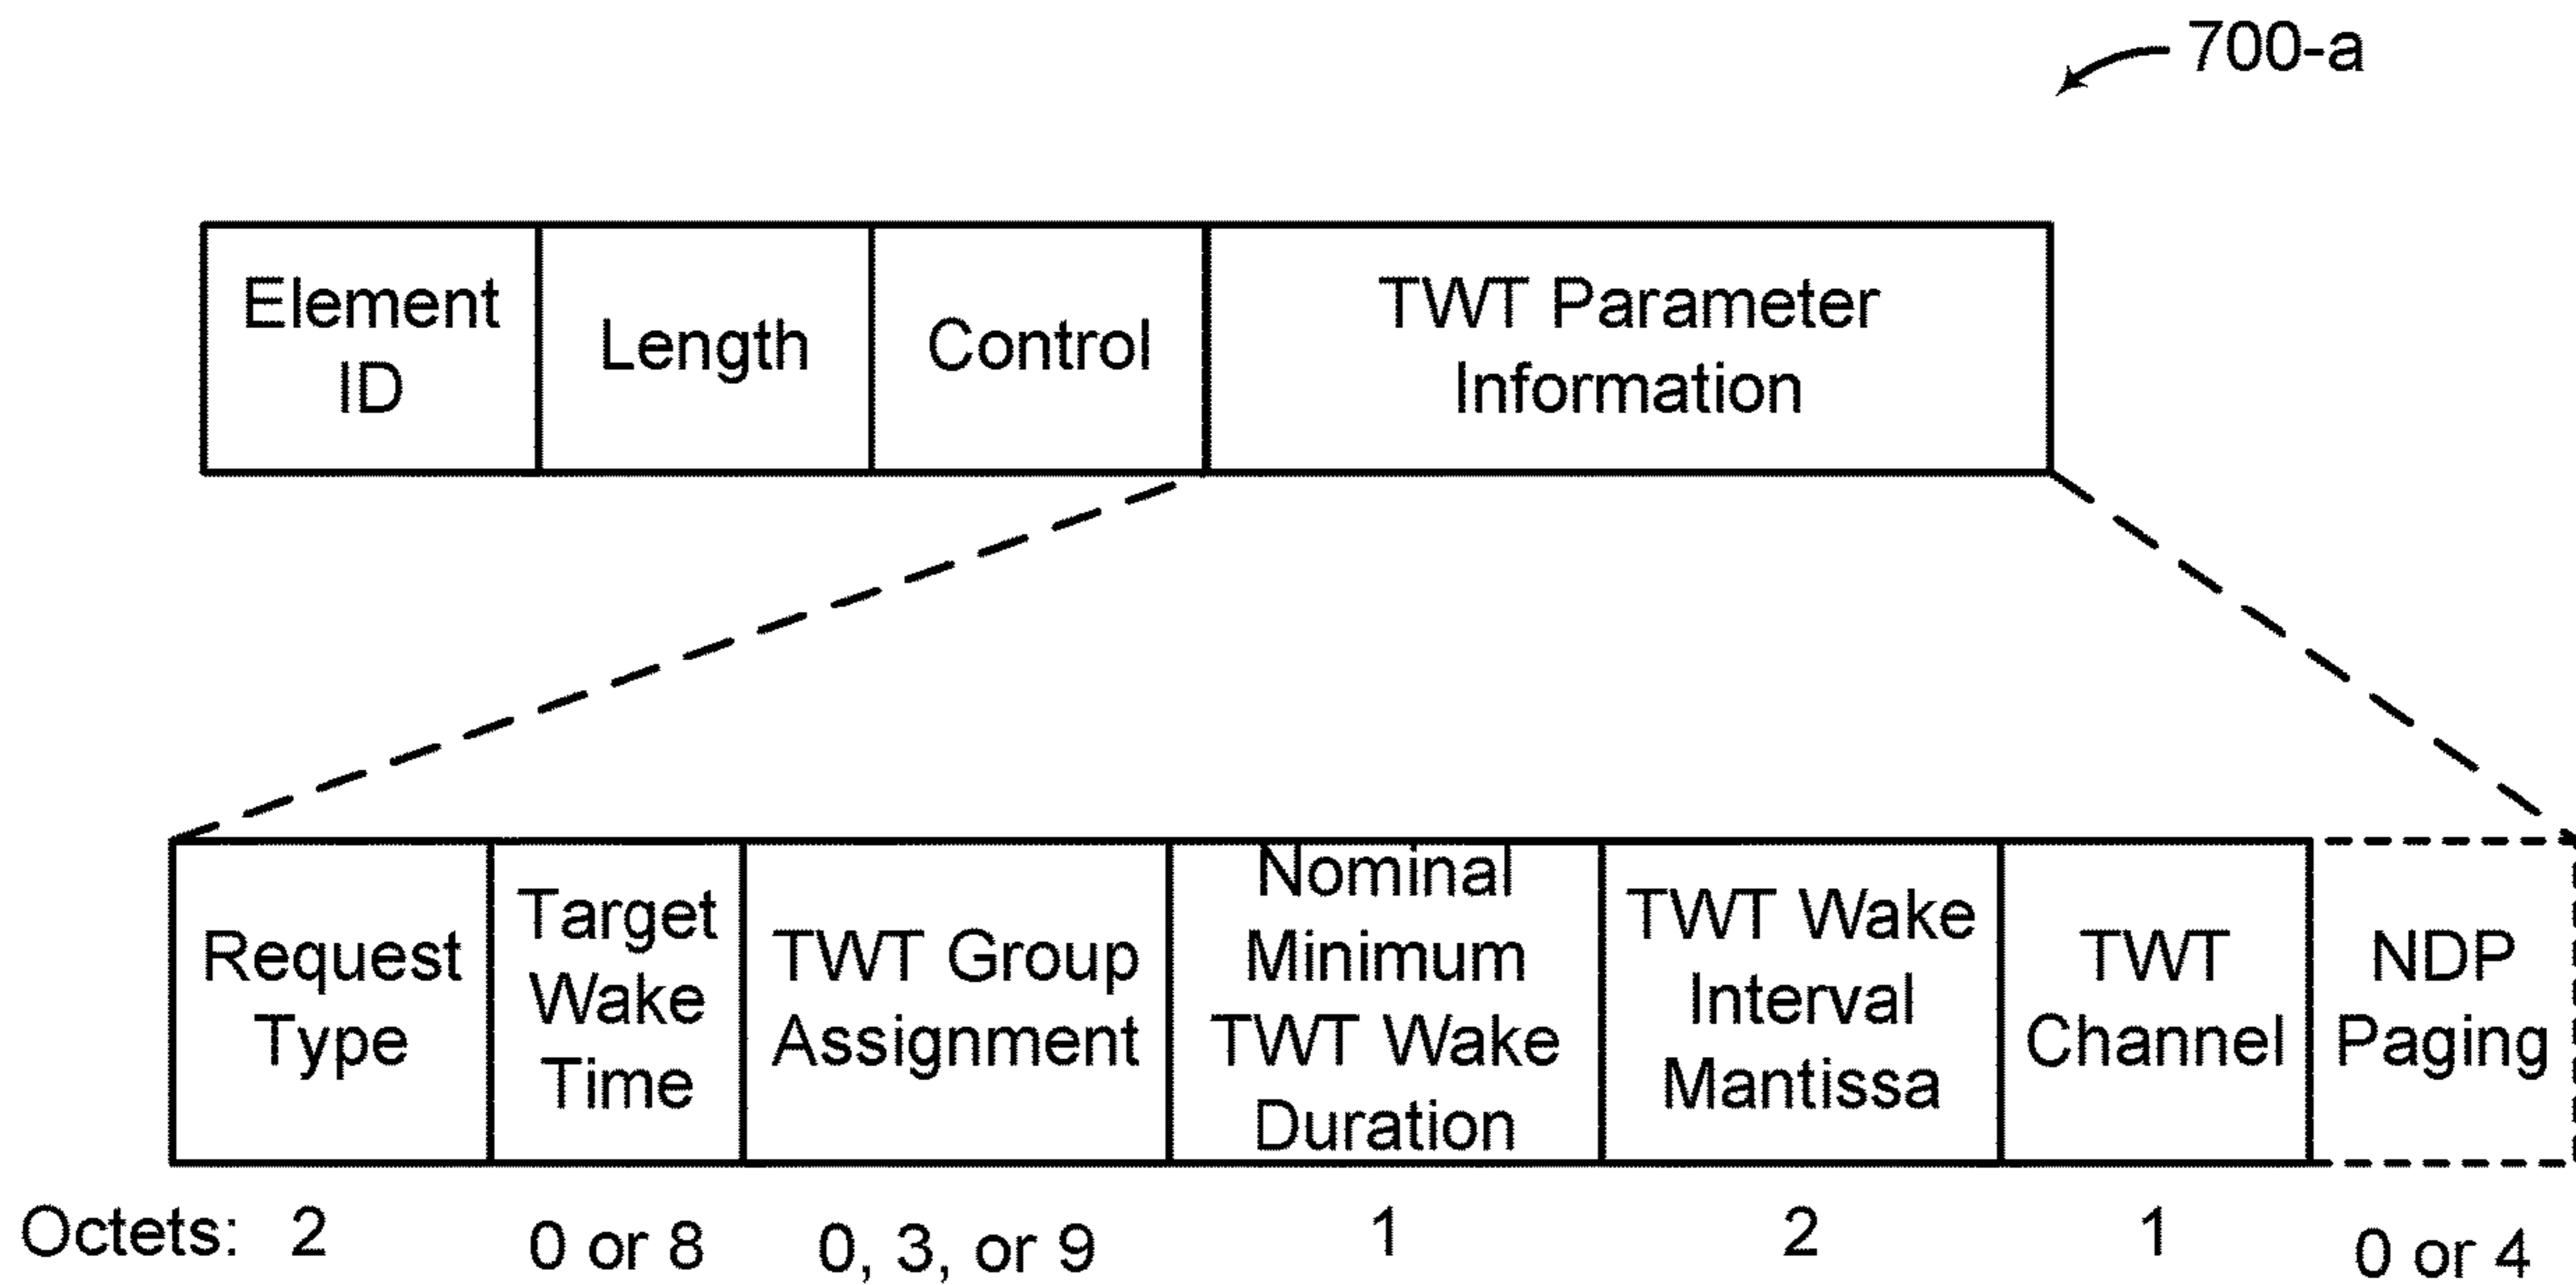 700-a
Element
ID
Length
Control
TWT Parameter
Information
Request
Type
Target
Wake
Time
TWT Group
Assignment
Nominal
Minimum
TWT Wake
Duration
TWT Wake
Interval
Mantissa
TWT
Channel
NDP
Paging
Octets: 2 0 or 8 0, 3, or 9 1 2 1 0 or 4